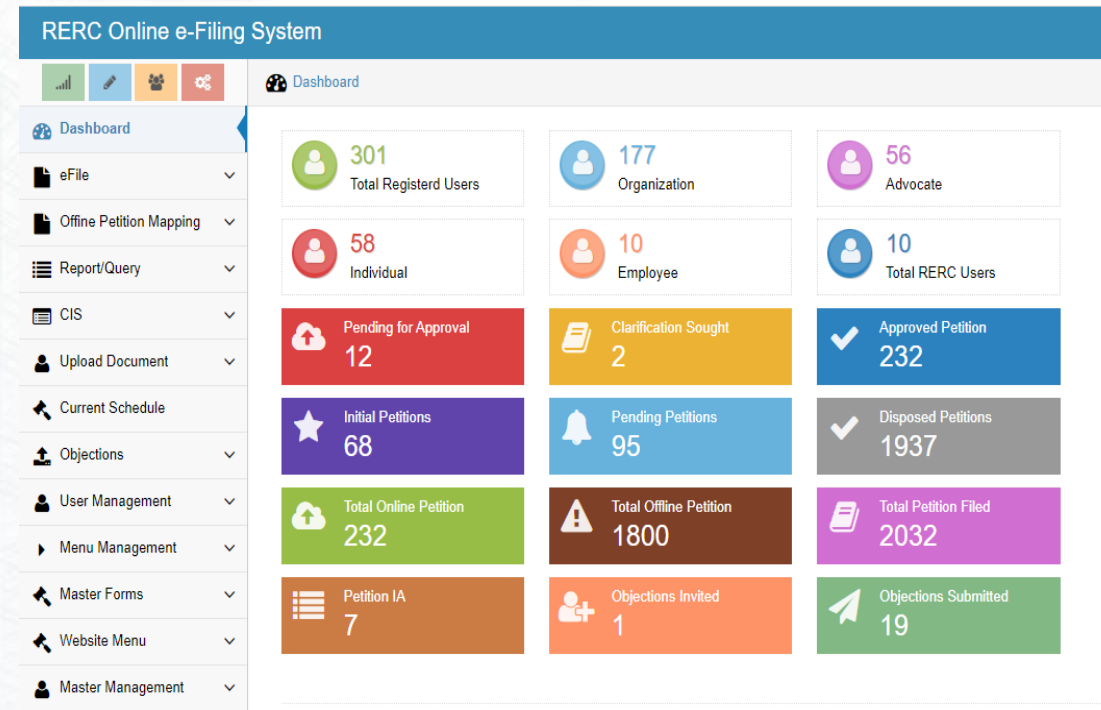 RERC Online e-Filing System
Dashboard
Dashboard
eFile
Offine Petition Mapping
Report/Query
CIS
Upload Document
Current Schedule
Objections
User Management
Menu Management
Master Forms
Website Menu
Master Management
301
Total Registerd Users
177
Organization
56
Advocate
58
Individual
10
Employee
10
Total RERC Users
Pending for Approval
12
Clarification Sought
2
Approved Petition
232
Initial Petitions
68
Pending Petitions
95
Disposed Petitions
1937
Total Online Petition
232
Total Offline Petition
1800
Total Petition Filed
2032
Petition IA
7
Objections Invited
1
Objections Submitted
19